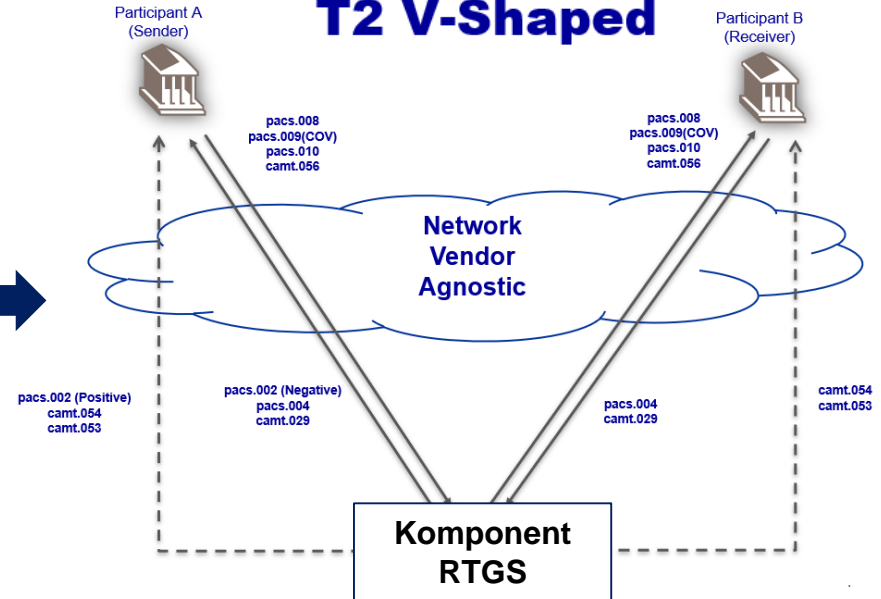 T2 V-Shaped
Participant A
(Sender)
Participant B
(Receiver)
pacs.008
pacs.009(COV)
pacs.010
camt.056
pacs.008
pacs.009(COV)
pacs.010
camt.056
Network
Vendor
Agnostic
pacs.002 (Positive)
camt.054
camt.053
pacs.002 (Negative)
pacs.004
camt.029
pacs.004
camt.029
camt.054
camt.053
Komponent
RTGS